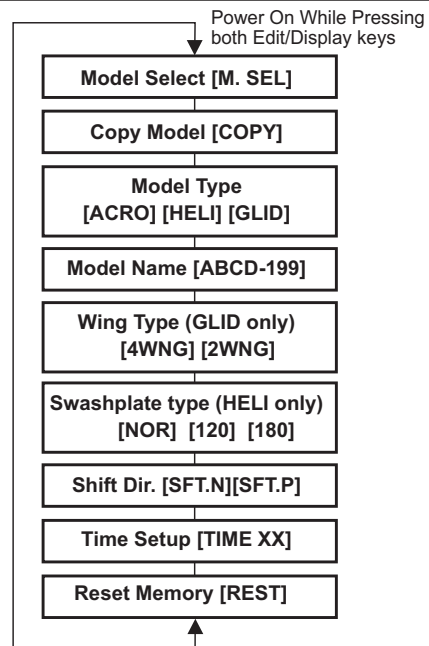 Power On While Pressing
both Edit/Display keys
Model Select [M. SEL]
Copy Model [COPY]
Model Type
[ACRO] [HELI] [GLID]
Model Name [ABCD-199]
Wing Type (GLID only)
[4WNG] [2WNG]
Swashplate type (HELI only)
[NOR] [120] [180]
Shift Dir. [SFT.N][SFT.P]
Time Setup [TIME XX]
Reset Memory [REST]